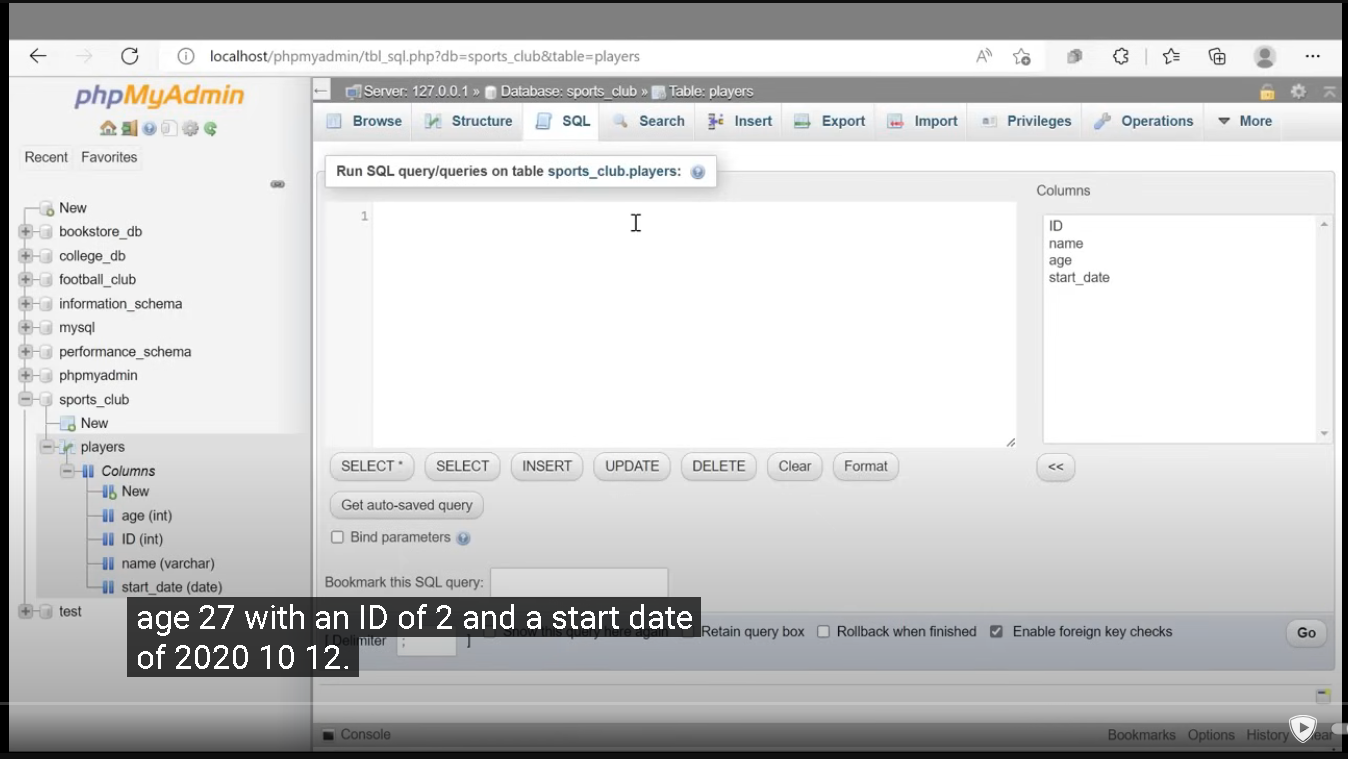 localhost/phpmyadmin/tbl_sql.php?db=sports_club&table=players
phpMyAdmin
Recent Favorites
New
bookstore_db
college_db
football_club
information_schema
mysql
performance_schema
phpmyadmin
sports_club
New
players
Columns
New
age (int)
ID (int)
name (varchar)
start_date (date)
test
Server: 127.0.0.1 » Database: sports_club » Table: players
Browse Structure SQL Search Insert Export Import Privileges Operations More
Run SQL query/queries on table sports_club.players:
1
Columns
ID
name
age
start_date
SELECT * SELECT INSERT UPDATE DELETE Clear Format <<
Get auto-saved query
Bind parameters
Bookmark this SQL query:
[ Delimiter ; ] Show this query here again Retain query box Rollback when finished Enable foreign key checks Go
age 27 with an ID of 2 and a start date
of 2020 10 12.
Console Bookmarks Options History